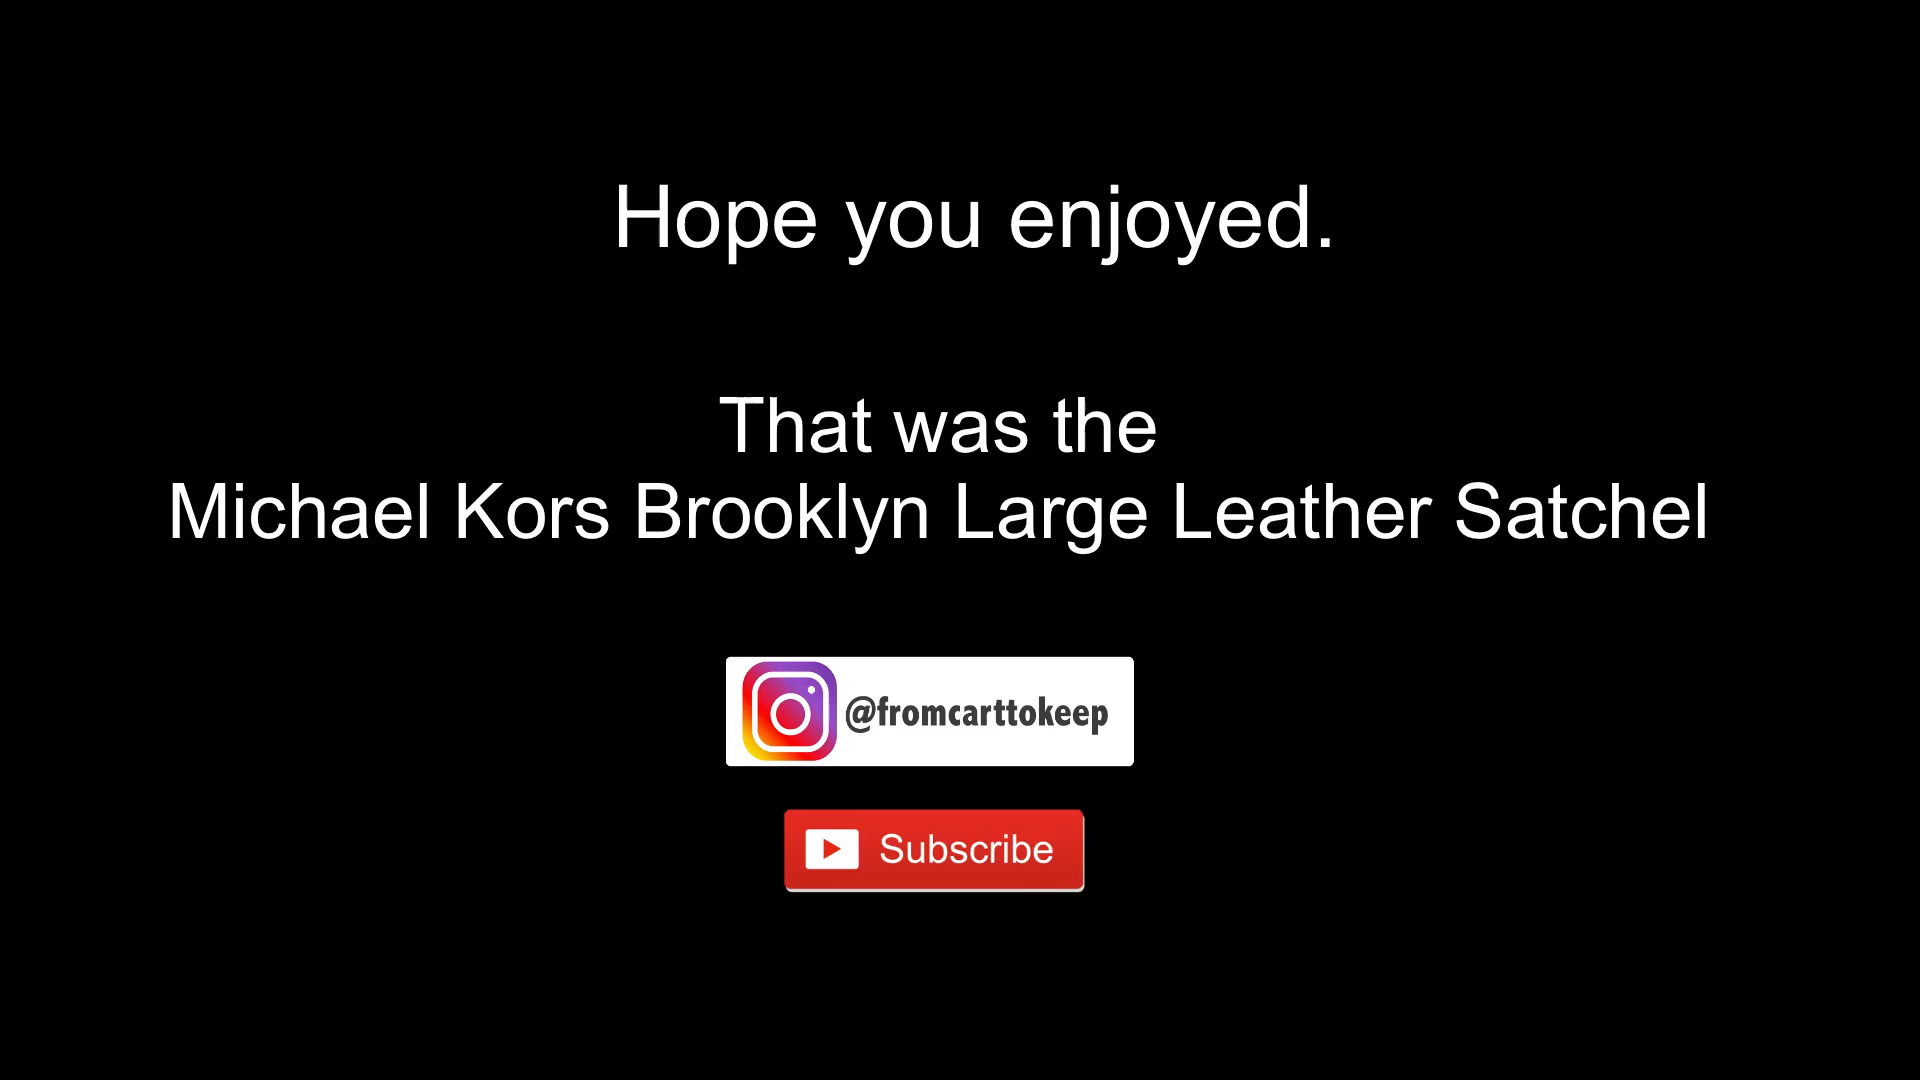 Hope you enjoyed.
That was the
Michael Kors Brooklyn Large Leather Satchel
@fromcarttokeep
Subscribe